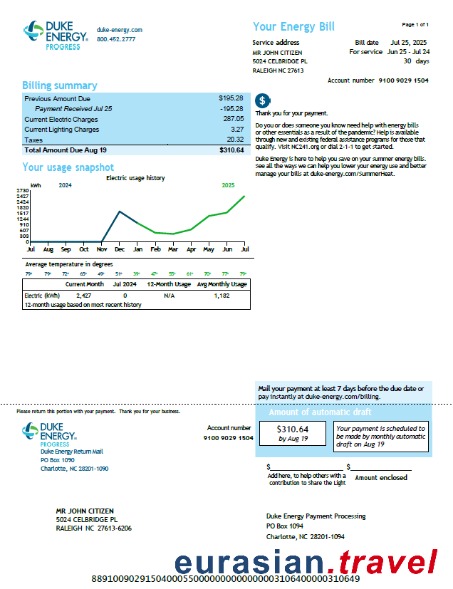 DUKE ENERGY® PROGRESS
duke-energy.com
800.452.2777
Your Energy Bill
Page 1 of 1
Service address
MR JOHN CITIZEN
5024 CELBRIDGE PL
RALEIGH NC 27613
Bill date Jul 25, 2025
For service Jun 25 - Jul 24
30 days
Account number 9100 9029 1504
Billing summary
Previous Amount Due $195.28
Payment Received Jul 25 -195.28
Current Electric Charges 287.05
Current Lighting Charges 3.27
Taxes 20.32
Total Amount Due Aug 19 $310.64
$
Thank you for your payment.
Do you or does someone you know need help with energy bills
or other essentials as a result of the pandemic? Help is available
through new and existing federal assistance programs for those that
qualify. Visit NC241.org or dial 2-1-1 to get started.
Duke Energy is here to help you save on your summer energy bills.
see all the ways we can help you lower your energy use and better
manage your bills at duke-energy.com/SummerHeat.
Your usage snapshot
Electric usage history
kWh 2024 2025
2730
2427
2124
1820
1517
1214
910
607
303
0
Jul Aug Sep Oct Nov Dec Jan Feb Mar Apr May Jun Jul
Average temperature in degrees
Current Month Jul 2024 12-Month Usage Avg Monthly Usage
Electric (kWh) 2,427 0 N/A 1,182
12-month usage based on most recent history
Mail your payment at least 7 days before the due date or
pay instantly at duke-energy.com/billing.
Please return this portion with your payment. Thank you for your business.
Amount of automatic draft
DUKE ENERGY® PROGRESS
Duke Energy Return Mail
PO Box 1090
Charlotte, NC 28201-1090
Account number
9100 9029 1504
$310.64
by Aug 19
Your payment is scheduled to
be made by monthly automatic
draft on Aug 19
$ $
Add here, to help others with a
contribution to share the Light
Amount enclosed
MR JOHN CITIZEN
5024 CELBRIDGE PL
RALEIGH NC 27613-6206
Duke Energy Payment Processing
PO Box 1094
Charlotte, NC 28201-1094
eurasian.travel